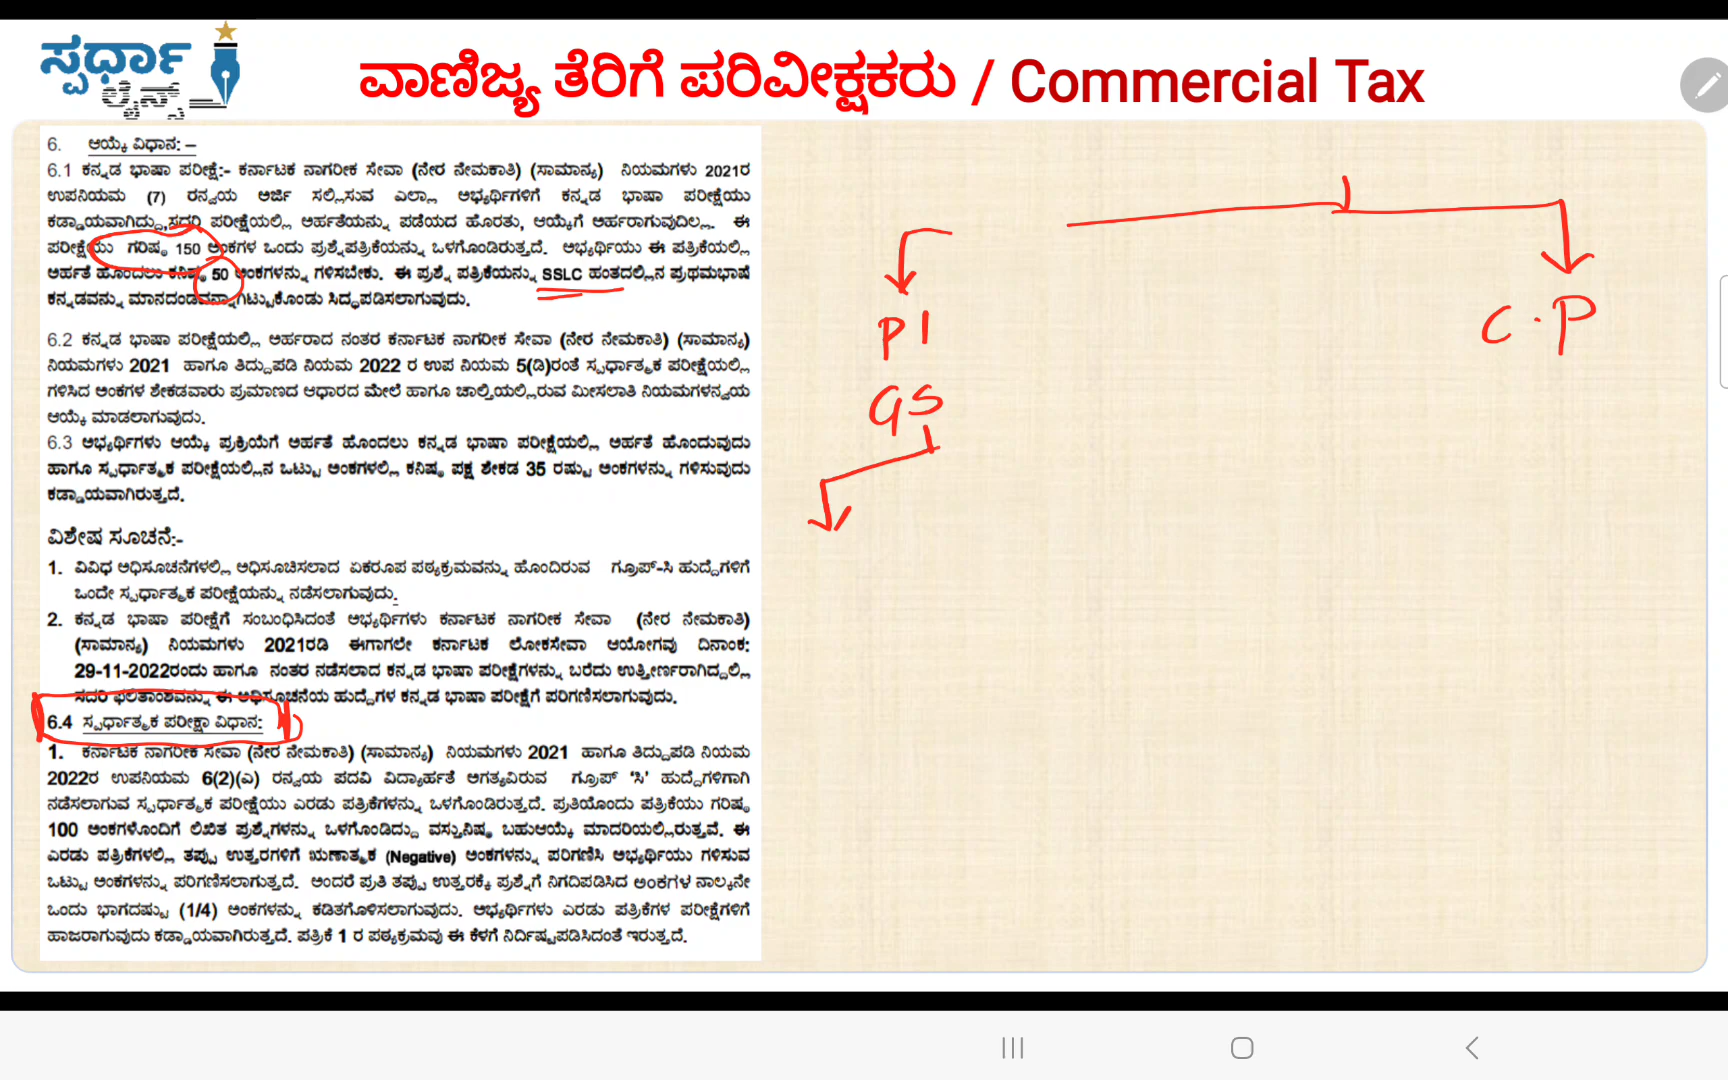 ಸ್ಪರ್ಧಾ
ಲೈನ್ಸ್
ವಾಣಿಜ್ಯ ತೆರಿಗೆ ಪರಿವೀಕ್ಷಕರು / Commercial Tax
6. ಆಯ್ಕೆ ವಿಧಾನ: –
6.1 ಕನ್ನಡ ಭಾಷಾ ಪರೀಕ್ಷೆ:- ಕರ್ನಾಟಕ ನಾಗರೀಕ ಸೇವಾ (ನೇರ ನೇಮಕಾತಿ) (ಸಾಮಾನ್ಯ) ನಿಯಮಗಳು 2021ರ
ಉಪನಿಯಮ (7) ರನ್ವಯ ಅರ್ಜಿ ಸಲ್ಲಿಸುವ ಎಲ್ಲಾ ಅಭ್ಯರ್ಥಿಗಳಿಗೆ ಕನ್ನಡ ಭಾಷಾ ಪರೀಕ್ಷೆಯು
ಕಡ್ಡಾಯವಾಗಿದ್ದು,ಸದರಿ ಪರೀಕ್ಷೆಯಲ್ಲಿ ಅರ್ಹತೆಯನ್ನು ಪಡೆಯದ ಹೊರತು, ಆಯ್ಕೆಗೆ ಅರ್ಹರಾಗುವುದಿಲ್ಲ. ಈ
ಪರೀಕ್ಷೆಯು ಗರಿಷ್ಠ 150 ಅಂಕಗಳ ಒಂದು ಪ್ರಶ್ನೆಪತ್ರಿಕೆಯನ್ನು ಒಳಗೊಂಡಿರುತ್ತದೆ. ಅಭ್ಯರ್ಥಿಯು ಈ ಪತ್ರಿಕೆಯಲ್ಲಿ
ಅರ್ಹತೆ ಹೊಂದಲು ಕನಿಷ್ಠ 50 ಅಂಕಗಳನ್ನು ಗಳಿಸಬೇಕು. ಈ ಪ್ರಶ್ನೆ ಪತ್ರಿಕೆಯನ್ನು SSLC ಹಂತದಲ್ಲಿನ ಪ್ರಥಮಭಾಷೆ
ಕನ್ನಡವನ್ನು ಮಾನದಂಡವನ್ನಾಗಿಟ್ಟುಕೊಂಡು ಸಿದ್ಧಪಡಿಸಲಾಗುವುದು.
6.2 ಕನ್ನಡ ಭಾಷಾ ಪರೀಕ್ಷೆಯಲ್ಲಿ ಅರ್ಹರಾದ ನಂತರ ಕರ್ನಾಟಕ ನಾಗರೀಕ ಸೇವಾ (ನೇರ ನೇಮಕಾತಿ) (ಸಾಮಾನ್ಯ)
ನಿಯಮಗಳು 2021 ಹಾಗೂ ತಿದ್ದುಪಡಿ ನಿಯಮ 2022 ರ ಉಪ ನಿಯಮ 5(ಡಿ)ರಂತೆ ಸ್ಪರ್ಧಾತ್ಮಕ ಪರೀಕ್ಷೆಯಲ್ಲಿ
ಗಳಿಸಿದ ಅಂಕಗಳ ಶೇಕಡವಾರು ಪ್ರಮಾಣದ ಆಧಾರದ ಮೇಲೆ ಹಾಗೂ ಚಾಲ್ತಿಯಲ್ಲಿರುವ ಮೀಸಲಾತಿ ನಿಯಮಗಳನ್ವಯ
ಆಯ್ಕೆ ಮಾಡಲಾಗುವುದು.
6.3 ಅಭ್ಯರ್ಥಿಗಳು ಆಯ್ಕೆ ಪ್ರಕ್ರಿಯೆಗೆ ಅರ್ಹತೆ ಹೊಂದಲು ಕನ್ನಡ ಭಾಷಾ ಪರೀಕ್ಷೆಯಲ್ಲಿ ಅರ್ಹತೆ ಹೊಂದುವುದು
ಹಾಗೂ ಸ್ಪರ್ಧಾತ್ಮಕ ಪರೀಕ್ಷೆಯಲ್ಲಿನ ಒಟ್ಟು ಅಂಕಗಳಲ್ಲಿ ಕನಿಷ್ಠ ಪಕ್ಷ ಶೇಕಡ 35 ರಷ್ಟು ಅಂಕಗಳನ್ನು ಗಳಿಸುವುದು
ಕಡ್ಡಾಯವಾಗಿರುತ್ತದೆ.
ವಿಶೇಷ ಸೂಚನೆ:-
1. ವಿವಿಧ ಅಧಿಸೂಚನೆಗಳಲ್ಲಿ ಅಧಿಸೂಚಿಸಲಾದ ಏಕರೂಪ ಪಠ್ಯಕ್ರಮವನ್ನು ಹೊಂದಿರುವ ಗ್ರೂಪ್-ಸಿ ಹುದ್ದೆಗಳಿಗೆ
ಒಂದೇ ಸ್ಪರ್ಧಾತ್ಮಕ ಪರೀಕ್ಷೆಯನ್ನು ನಡೆಸಲಾಗುವುದು.
2. ಕನ್ನಡ ಭಾಷಾ ಪರೀಕ್ಷೆಗೆ ಸಂಬಂಧಿಸಿದಂತೆ ಅಭ್ಯರ್ಥಿಗಳು ಕರ್ನಾಟಕ ನಾಗರೀಕ ಸೇವಾ (ನೇರ ನೇಮಕಾತಿ)
(ಸಾಮಾನ್ಯ) ನಿಯಮಗಳು 2021ರಡಿ ಈಗಾಗಲೇ ಕರ್ನಾಟಕ ಲೋಕಸೇವಾ ಆಯೋಗವು ದಿನಾಂಕ:
29-11-2022ರಂದು ಹಾಗೂ ನಂತರ ನಡೆಸಲಾದ ಕನ್ನಡ ಭಾಷಾ ಪರೀಕ್ಷೆಗಳನ್ನು ಬರೆದು ಉತ್ತೀರ್ಣರಾಗಿದ್ದಲ್ಲಿ
ಸದರಿ ಫಲಿತಾಂಶವನ್ನು ಈ ಅಧಿಸೂಚನೆಯ ಹುದ್ದೆಗಳ ಕನ್ನಡ ಭಾಷಾ ಪರೀಕ್ಷೆಗೆ ಪರಿಗಣಿಸಲಾಗುವುದು.
6.4 ಸ್ಪರ್ಧಾತ್ಮಕ ಪರೀಕ್ಷಾ ವಿಧಾನ:
1. ಕರ್ನಾಟಕ ನಾಗರೀಕ ಸೇವಾ (ನೇರ ನೇಮಕಾತಿ) (ಸಾಮಾನ್ಯ) ನಿಯಮಗಳು 2021 ಹಾಗೂ ತಿದ್ದುಪಡಿ ನಿಯಮ
2022ರ ಉಪನಿಯಮ 6(2)(ಎ) ರನ್ವಯ ಪದವಿ ವಿದ್ಯಾರ್ಹತೆ ಅಗತ್ಯವಿರುವ ಗ್ರೂಪ್ 'ಸಿ' ಹುದ್ದೆಗಳಿಗಾಗಿ
ನಡೆಸಲಾಗುವ ಸ್ಪರ್ಧಾತ್ಮಕ ಪರೀಕ್ಷೆಯು ಎರಡು ಪತ್ರಿಕೆಗಳನ್ನು ಒಳಗೊಂಡಿರುತ್ತದೆ. ಪ್ರತಿಯೊಂದು ಪತ್ರಿಕೆಯು ಗರಿಷ್ಠ
100 ಅಂಕಗಳೊಂದಿಗೆ ಲಿಖಿತ ಪ್ರಶ್ನೆಗಳನ್ನು ಒಳಗೊಂಡಿದ್ದು ವಸ್ತುನಿಷ್ಠ ಬಹುಆಯ್ಕೆ ಮಾದರಿಯಲ್ಲಿರುತ್ತವೆ. ಈ
ಎರಡು ಪತ್ರಿಕೆಗಳಲ್ಲಿ ತಪ್ಪು ಉತ್ತರಗಳಿಗೆ ಋಣಾತ್ಮಕ (Negative) ಅಂಕಗಳನ್ನು ಪರಿಗಣಿಸಿ ಅಭ್ಯರ್ಥಿಯು ಗಳಿಸುವ
ಒಟ್ಟು ಅಂಕಗಳನ್ನು ಪರಿಗಣಿಸಲಾಗುತ್ತದೆ. ಅಂದರೆ ಪ್ರತಿ ತಪ್ಪು ಉತ್ತರಕ್ಕೆ ಪ್ರಶ್ನೆಗೆ ನಿಗದಿಪಡಿಸಿದ ಅಂಕಗಳ ನಾಲ್ಕನೇ
ಒಂದು ಭಾಗದಷ್ಟು (1/4) ಅಂಕಗಳನ್ನು ಕಡಿತಗೊಳಿಸಲಾಗುವುದು. ಅಭ್ಯರ್ಥಿಗಳು ಎರಡು ಪತ್ರಿಕೆಗಳ ಪರೀಕ್ಷೆಗಳಿಗೆ
ಹಾಜರಾಗುವುದು ಕಡ್ಡಾಯವಾಗಿರುತ್ತದೆ. ಪತ್ರಿಕೆ 1 ರ ಪಠ್ಯಕ್ರಮವು ಈ ಕೆಳಗೆ ನಿರ್ದಿಷ್ಟಪಡಿಸಿದಂತೆ ಇರುತ್ತದೆ.
P1
GS
C.P